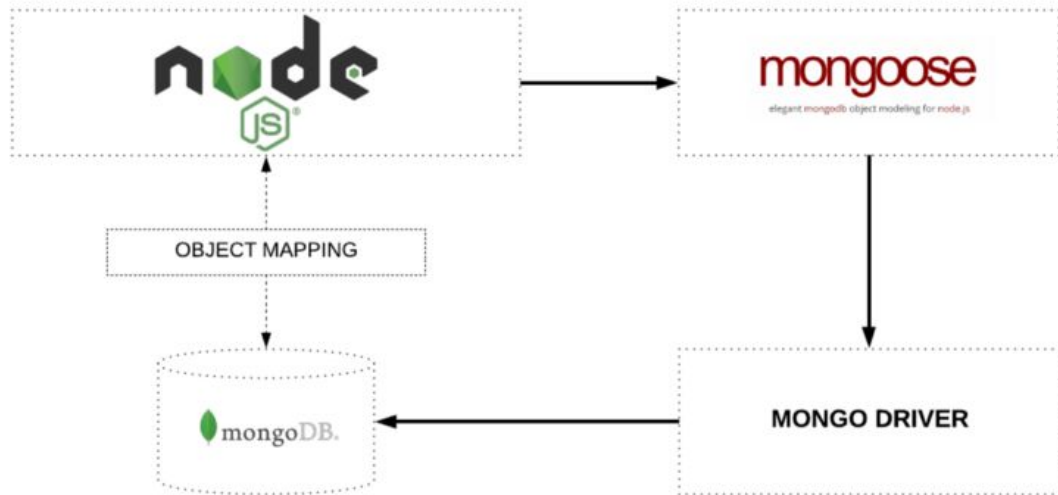 node
JS®
mongoose
elegant mongodb object modeling for node.js
OBJECT MAPPING
mongoDB.
MONGO DRIVER